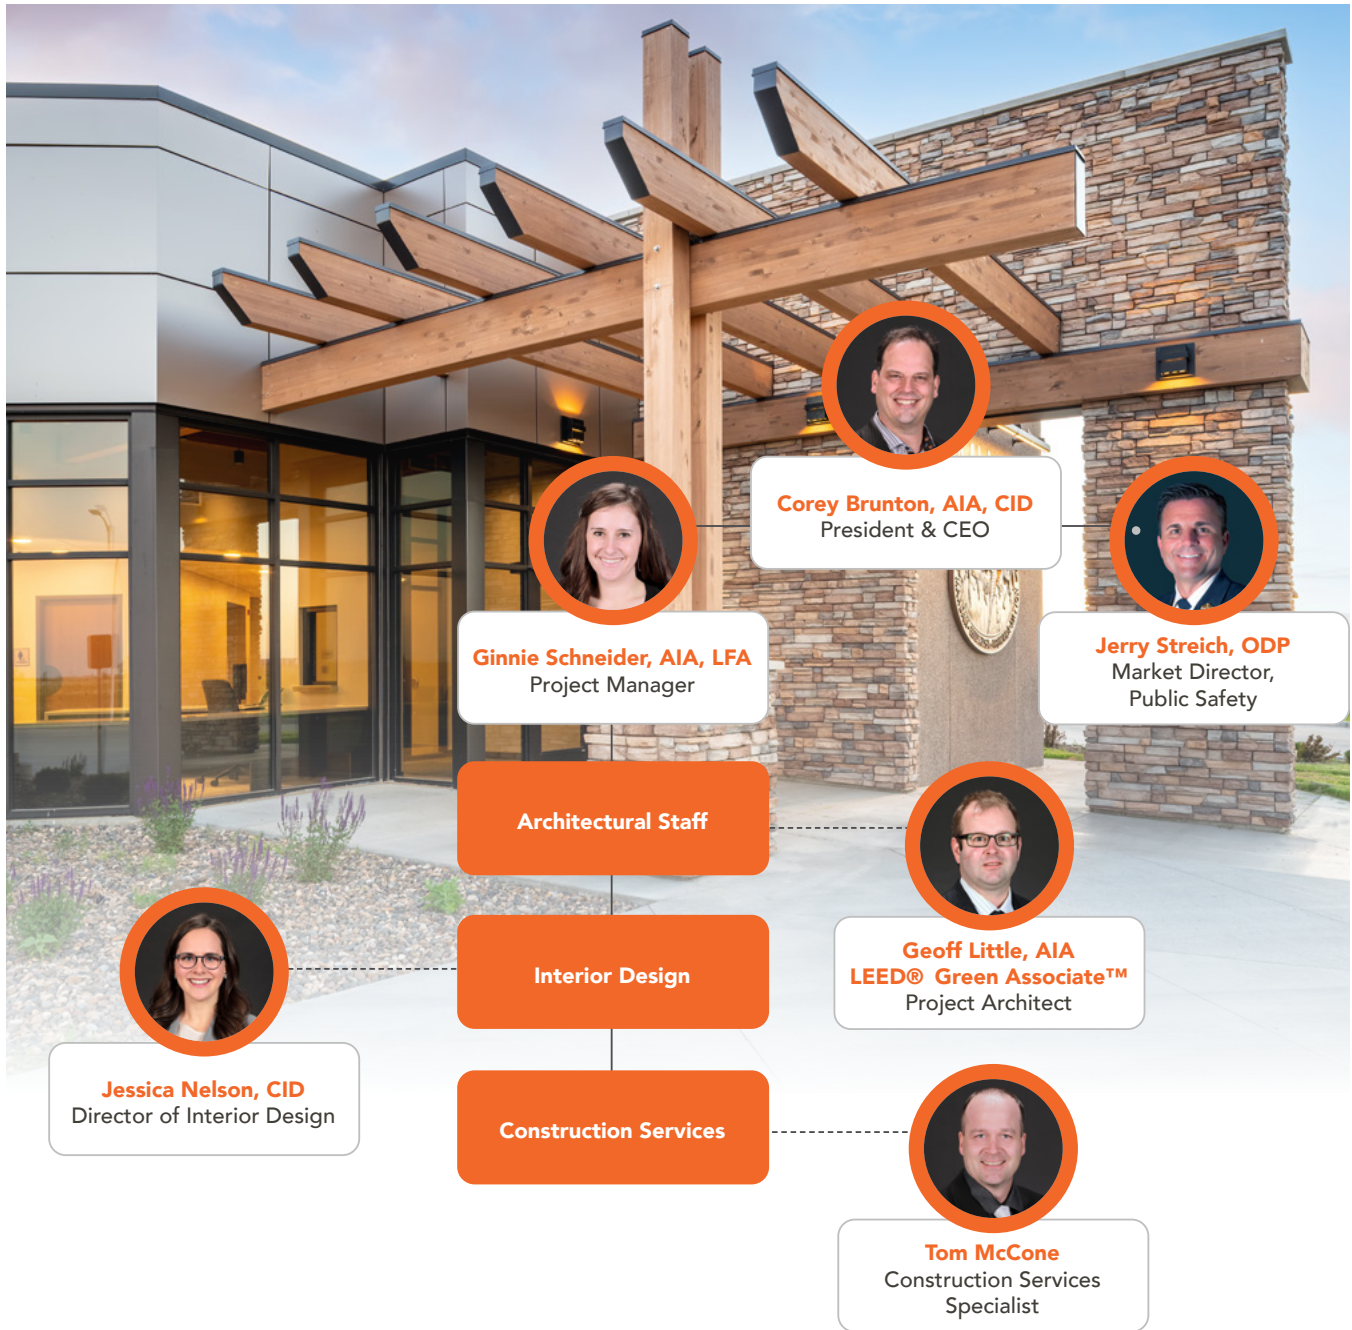 Corey Brunton, AIA, CID
President & CEO
Ginnie Schneider, AIA, LFA
Project Manager
Jerry Streich, ODP
Market Director,
Public Safety
Architectural Staff
Geoff Little, AIA
LEED® Green Associate™
Project Architect
Interior Design
Jessica Nelson, CID
Director of Interior Design
Construction Services
Tom McCone
Construction Services
Specialist